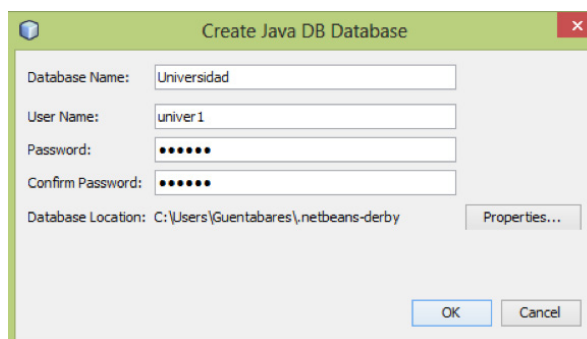 Create Java DB Database
Database Name: Universidad
User Name: univer1
Password: ●●●●●●
Confirm Password: ●●●●●●
Database Location: C:\Users\Guentabares\.netbeans-derby Properties...
OK Cancel